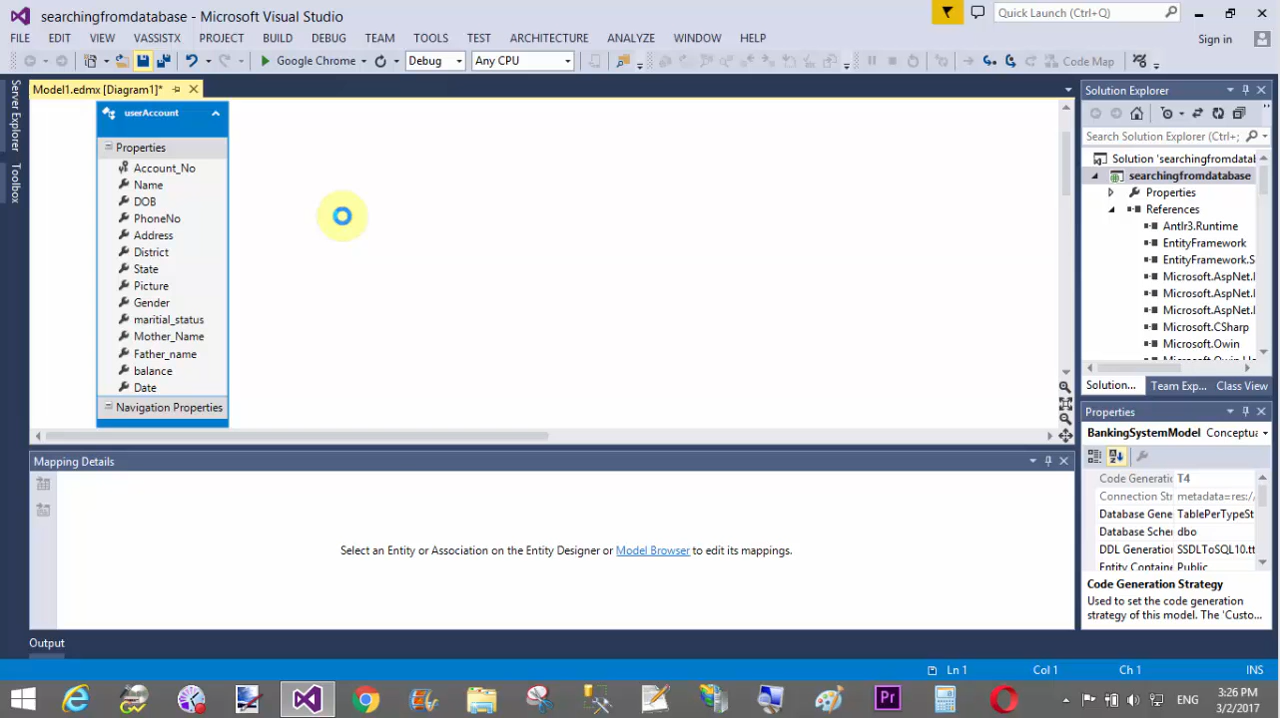 searchingfromdatabase - Microsoft Visual Studio
Quick Launch (Ctrl+Q)
FILE EDIT VIEW VASSISTX PROJECT BUILD DEBUG TEAM TOOLS TEST ARCHITECTURE ANALYZE WINDOW HELP
Sign in
Google Chrome Debug Any CPU Code Map
Server Explorer
Toolbox
Model1.edmx [Diagram1]*
userAccount
Properties
Account_No
Name
DOB
PhoneNo
Address
District
State
Picture
Gender
maritial_status
Mother_Name
Father_name
balance
Date
Navigation Properties
Mapping Details
Select an Entity or Association on the Entity Designer or Model Browser to edit its mappings.
Output
Solution Explorer
Search Solution Explorer (Ctrl+;
Solution 'searchingfromdatal
searchingfromdatabase
Properties
References
Antlr3.Runtime
EntityFramework
EntityFramework.S
Microsoft.AspNet.
Microsoft.AspNet.
Microsoft.AspNet.
Microsoft.CSharp
Microsoft.Owin
Solution... Team Exp... Class View
Properties
BankingSystemModel Conceptua
Code Generatic T4
Connection Str metadata=res://
Database Gene TablePerTypeSt
Database Scher dbo
DDL Generation SSDLToSQL10.tt
Entity Container Public
Code Generation Strategy
Used to set the code generation
strategy of this model. The 'Custo...
Ln 1 Col 1 Ch 1 INS
Pr
ENG
3:26 PM
3/2/2017